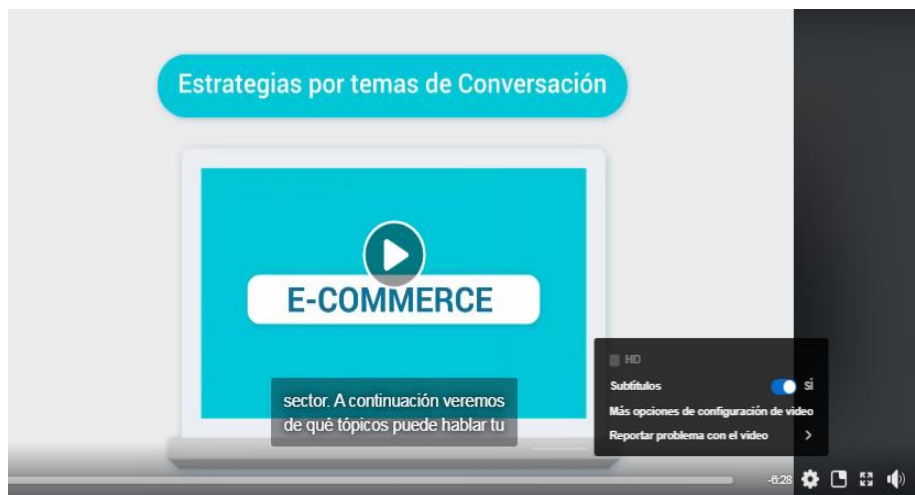 Estrategias por temas de Conversación
E-COMMERCE
sector. A continuación veremos
de qué tópicos puede hablar tu
HD
Subtítulos SÍ
Más opciones de configuración de video
Reportar problema con el video
-6:28